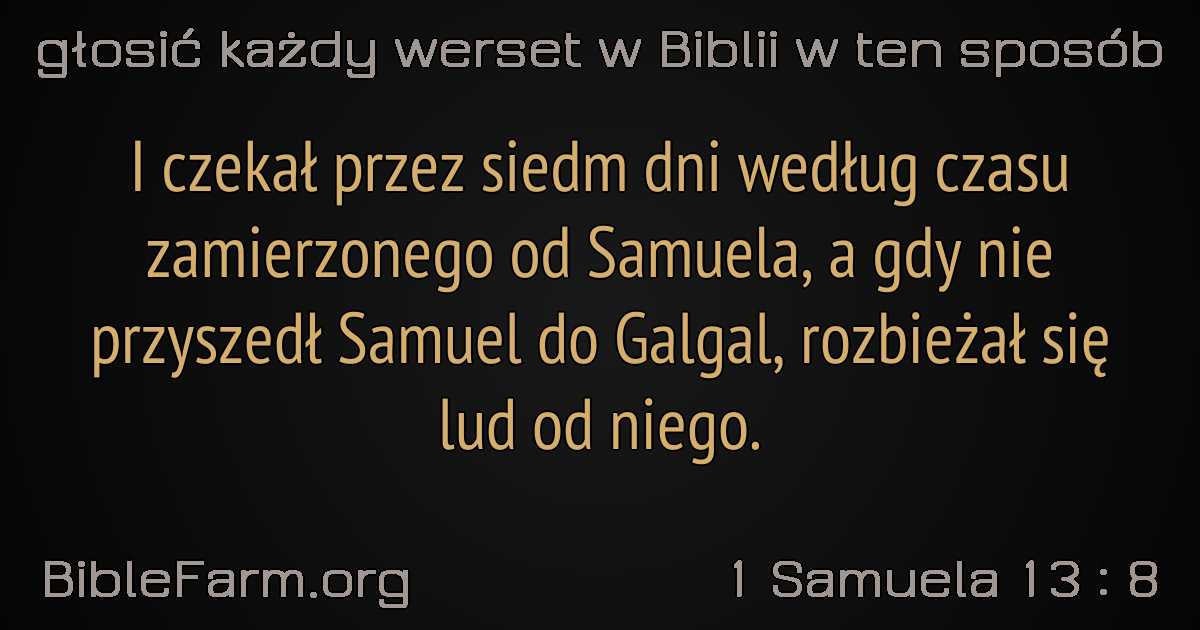 głosić każdy werset w Biblii w ten sposób
I czekał przez siedm dni według czasu
zamierzonego od Samuela, a gdy nie
przyszedł Samuel do Galgal, rozbieżał się
lud od niego.
BibleFarm.org
1 Samuela 13 : 8